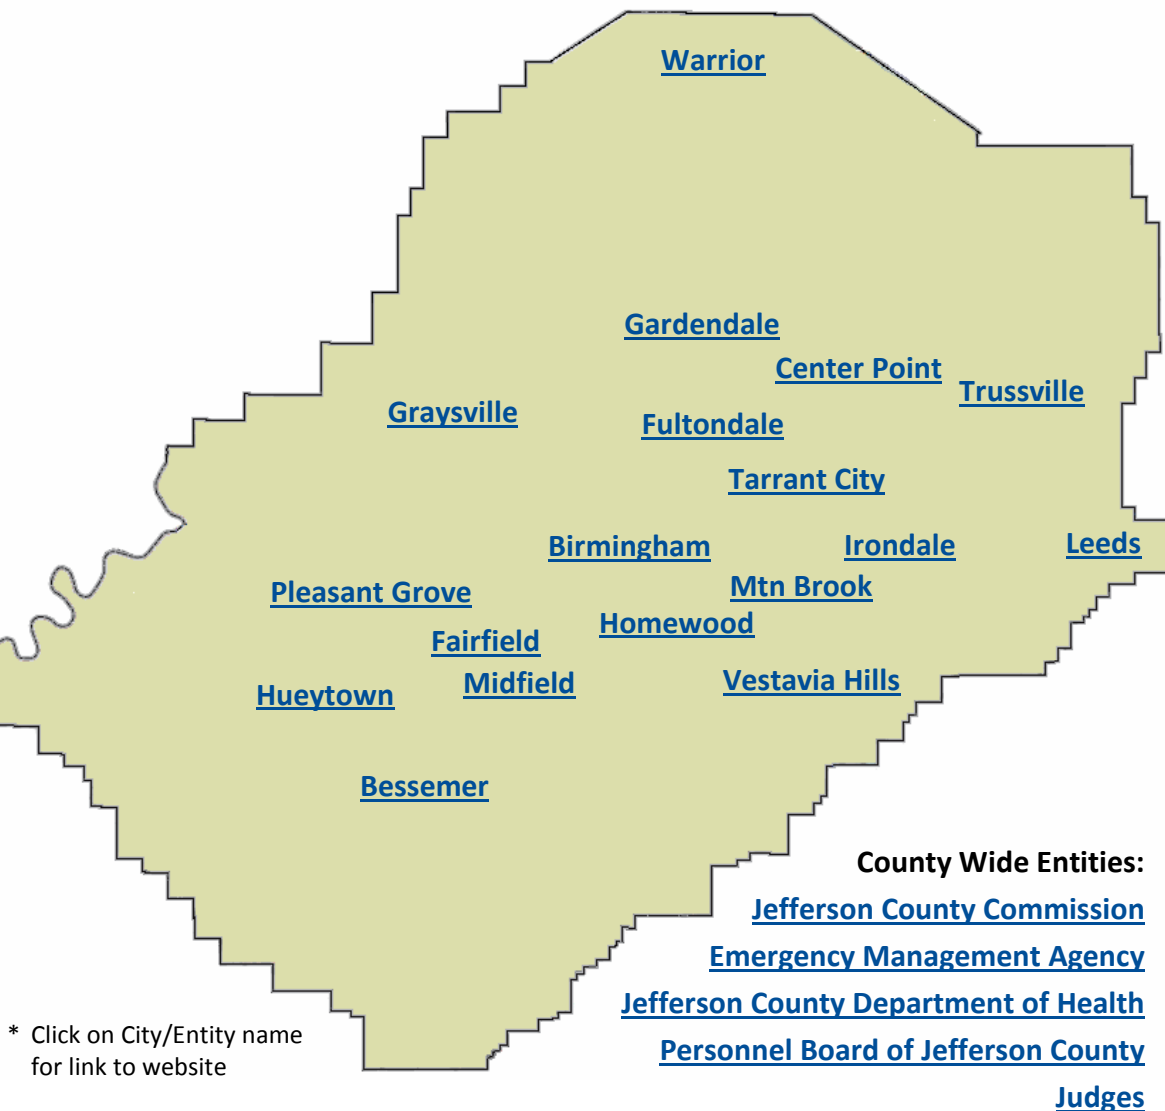 Warrior
Gardendale
Center Point
Trussville
Graysville
Fultondale
Tarrant City
Birmingham
Irondale
Leeds
Mtn Brook
Pleasant Grove
Homewood
Fairfield
Midfield
Vestavia Hills
Hueytown
Bessemer
County Wide Entities:
Jefferson County Commission
Emergency Management Agency
Jefferson County Department of Health
Personnel Board of Jefferson County
Judges
* Click on City/Entity name
for link to website